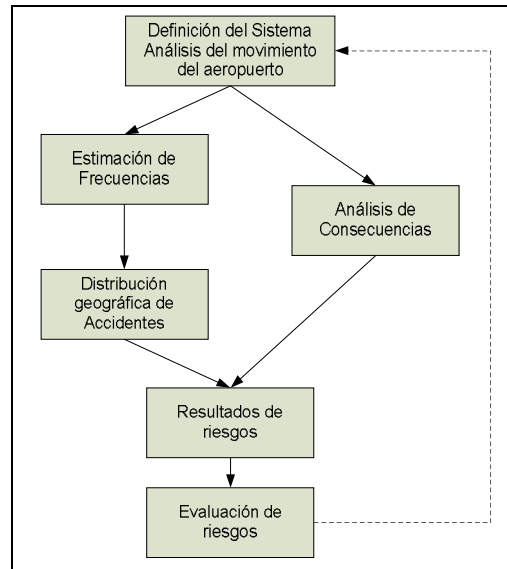 Definición del Sistema
Análisis del movimiento
del aeropuerto
Estimación de
Frecuencias
Análisis de
Consecuencias
Distribución
geográfica de
Accidentes
Resultados de
riesgos
Evaluación de
riesgos